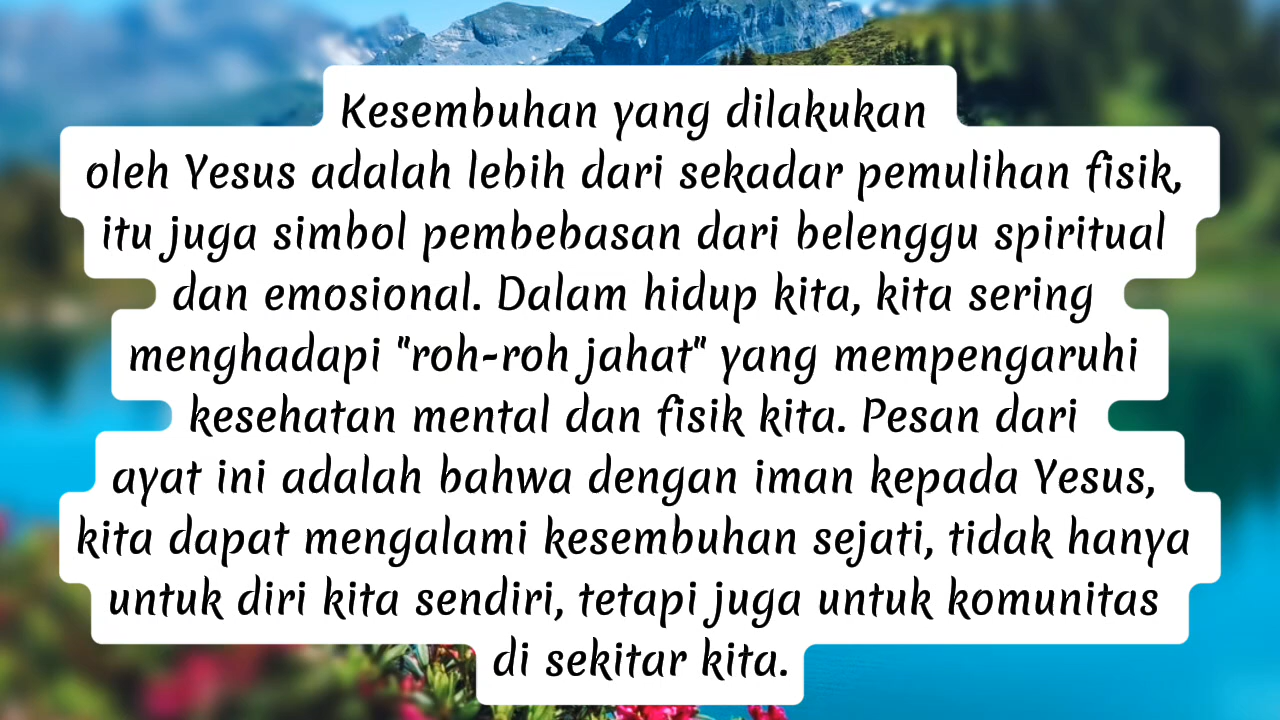 Kesembuhan yang dilakukan
oleh Yesus adalah lebih dari sekadar pemulihan fisik,
itu juga simbol pembebasan dari belenggu spiritual
dan emosional. Dalam hidup kita, kita sering
menghadapi "roh-roh jahat" yang mempengaruhi
kesehatan mental dan fisik kita. Pesan dari
ayat ini adalah bahwa dengan iman kepada Yesus,
kita dapat mengalami kesembuhan sejati, tidak hanya
untuk diri kita sendiri, tetapi juga untuk komunitas
di sekitar kita.